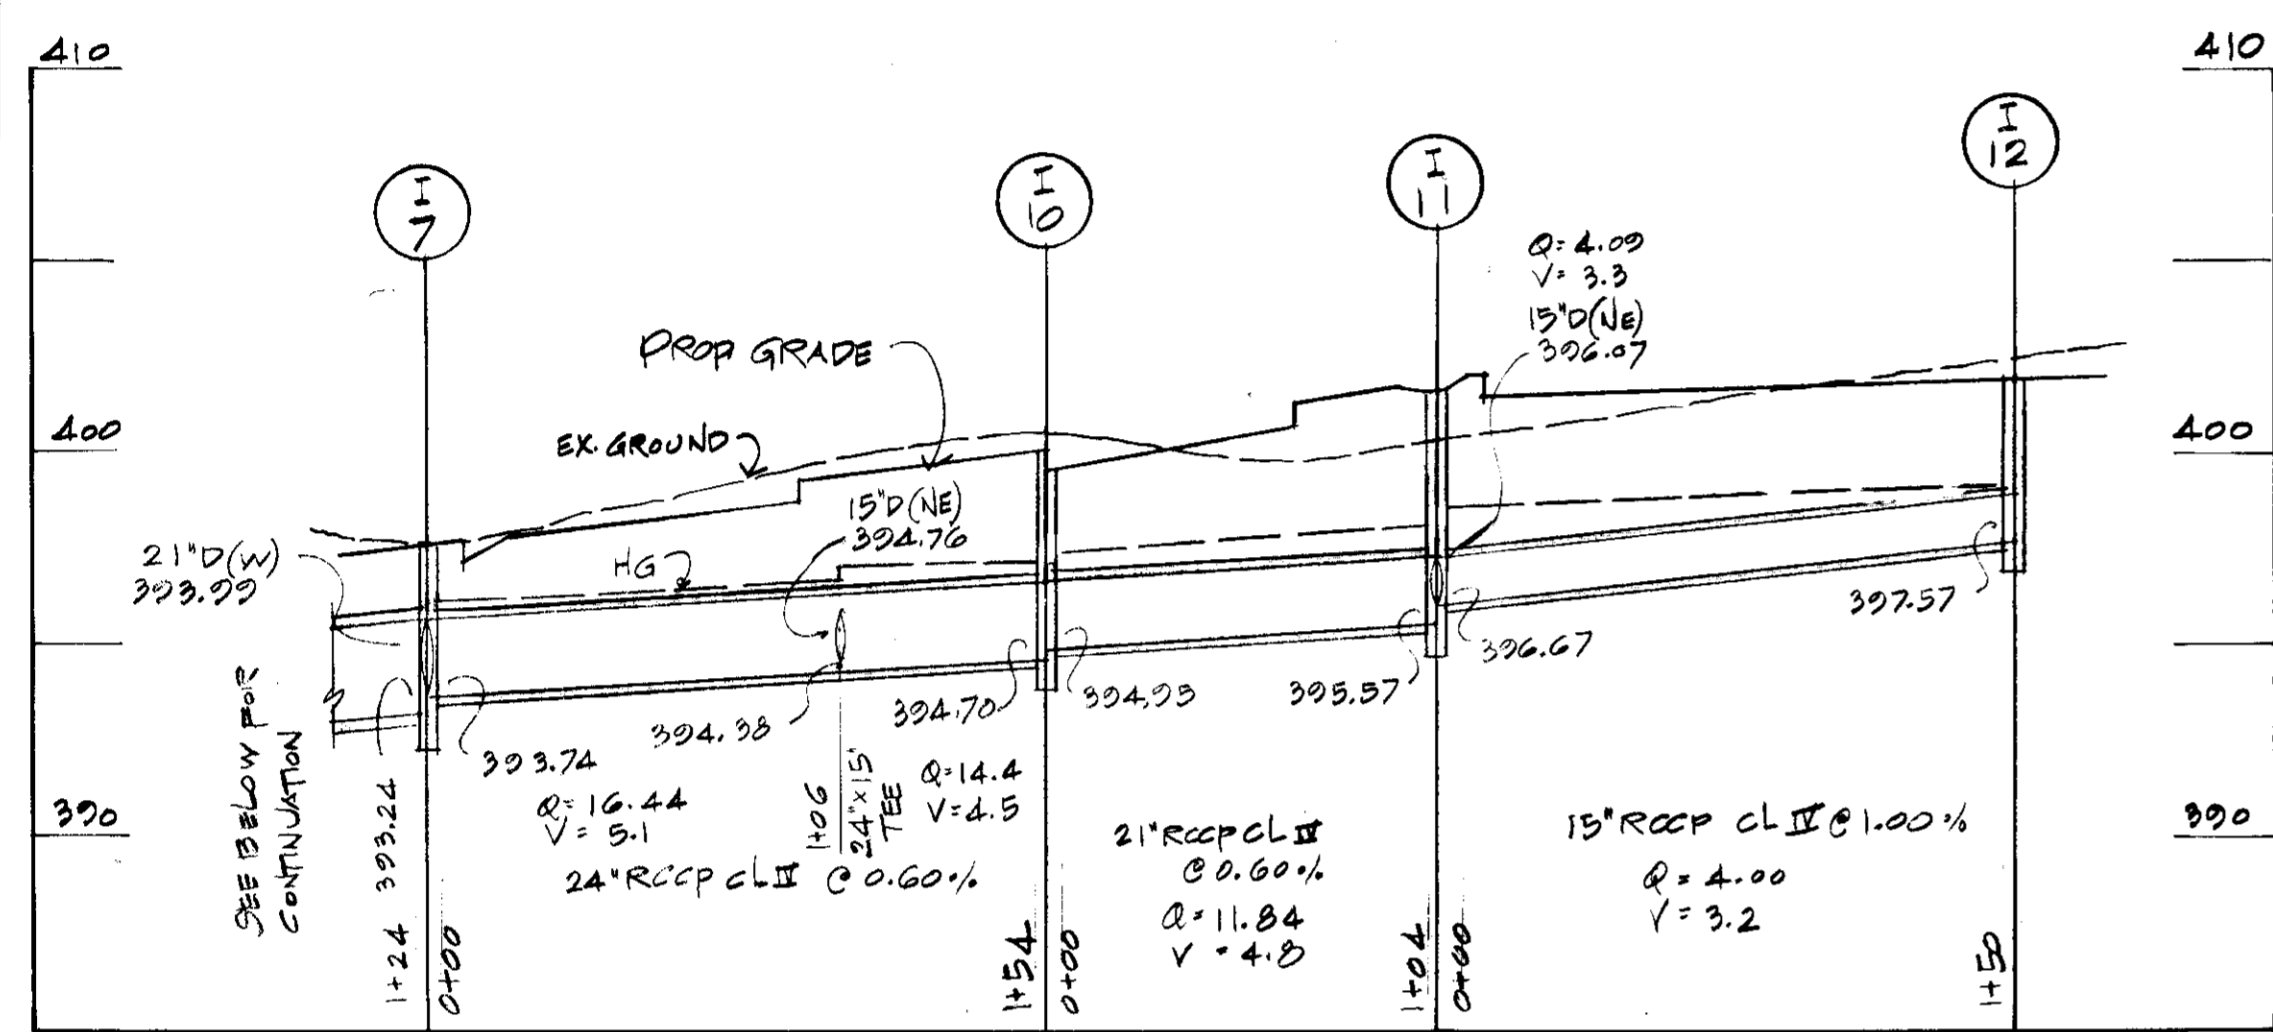 410
410
I
7
I
10
I
11
I
12
Q= 4.09
V= 3.3
15"D(NE)
396.07
PROP GRADE
EX. GROUND
400
400
15"D(NE)
394.76
21"D(W)
393.99
HG
397.57
396.67
395.57
394.93
394.70
394.38
393.74
SEE BELOW FOR
CONTINUATION
393.24
Q= 16.44
V= 5.1
1+06
24"x15"
TEE
Q=14.4
V=4.5
390
390
24"RCCP CL IV @ 0.60%
21"RCCP CL IV
@ 0.60%
Q=11.84
V=4.8
15"RCCP CL IV @ 1.00%
Q= 4.00
V= 3.2
1+24
0+00
1+54
0+00
1+04
0+00
1+50